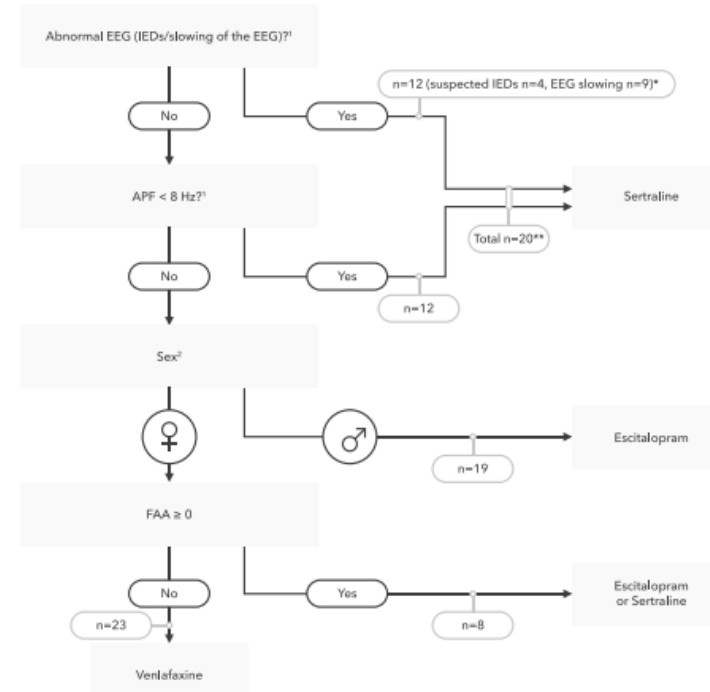 Abnormal EEG (IEDs/slowing of the EEG)?¹
n=12 (suspected IEDs n=4, EEG slowing n=9)*
No
Yes
APF < 8 Hz?¹
Sertraline
Total n=20**
No
Yes
n=12
Sex²
Escitalopram
n=19
FAA ≥ 0
No
Yes
Escitalopram
or Sertraline
n=23
n=8
Venlafaxine